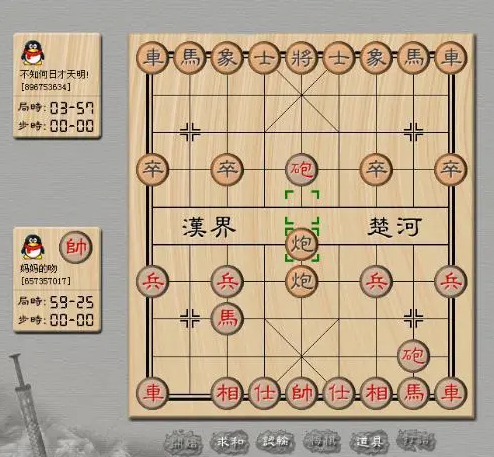 不知何日才天明!
[896753634]
局時:03-57
步時:00-00
帥
妈妈的吻
[657357017]
局時:59-25
步時:00-00
車馬象士將士象馬車
卒卒砲卒卒
漢界 楚河
炮
兵兵炮兵兵
馬
砲
車相仕帥仕相馬車
求和 認輸 道具